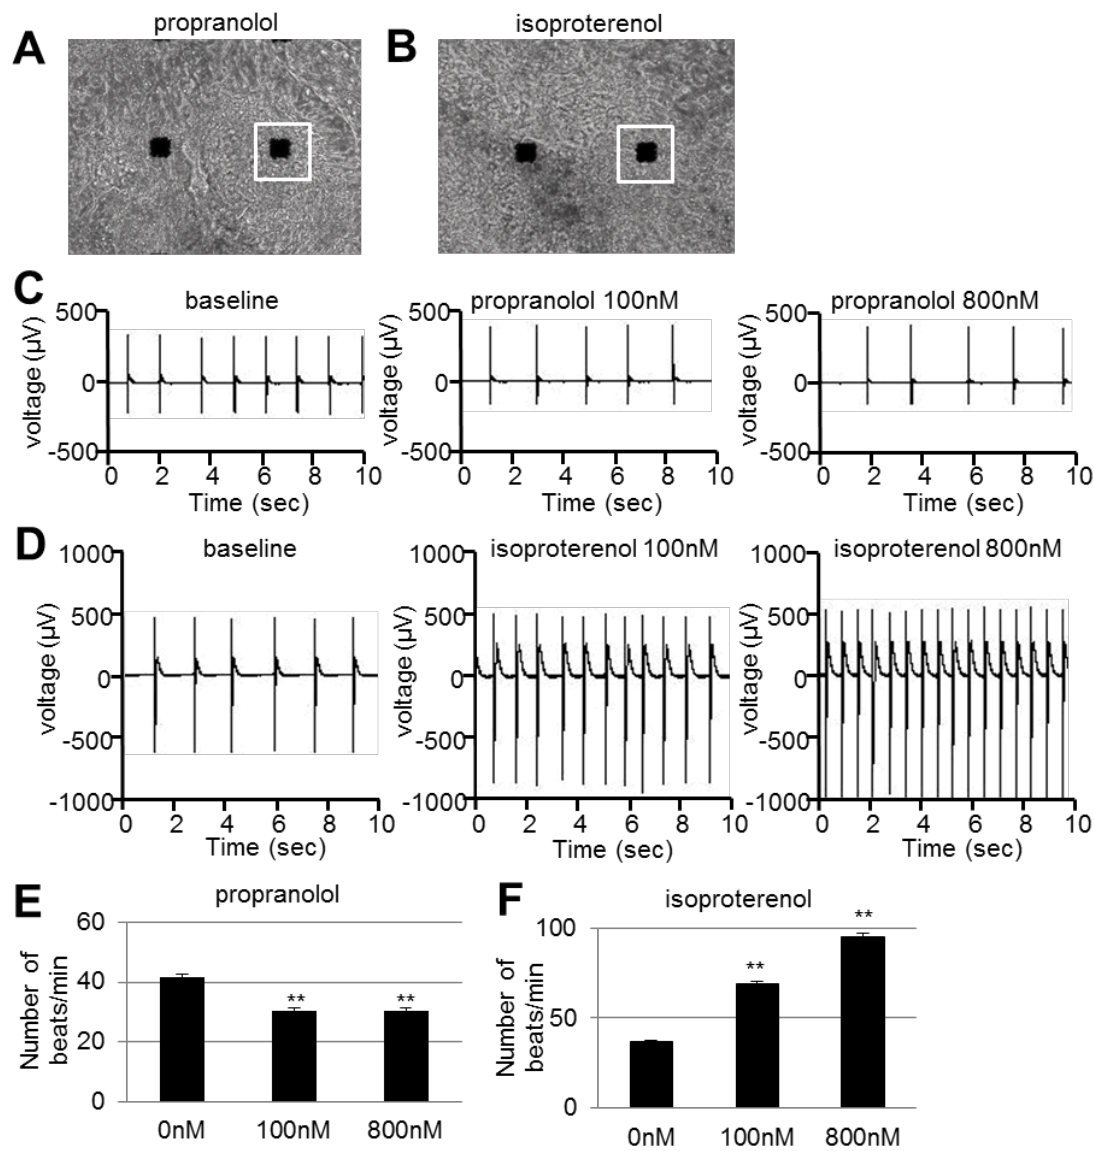 A
propranolol
B
isoproterenol
C
baseline
propranolol 100nM
propranolol 800nM
voltage (µV)
500
0
-500
0 2 4 6 8 10
Time (sec)
voltage (µV)
500
0
-500
0 2 4 6 8 10
Time (sec)
voltage (µV)
500
0
-500
0 2 4 6 8 10
Time (sec)
D
baseline
isoproterenol 100nM
isoproterenol 800nM
voltage (µV)
1000
500
0
-500
-1000
0 2 4 6 8 10
Time (sec)
voltage (µV)
1000
500
0
-500
-1000
0 2 4 6 8 10
Time (sec)
voltage (µV)
1000
500
0
-500
-1000
0 2 4 6 8 10
Time (sec)
E
propranolol
Number of
beats/min
60
40
20
0
** **
0nM 100nM 800nM
F
isoproterenol
Number of
beats/min
100
50
0
**
**
0nM 100nM 800nM